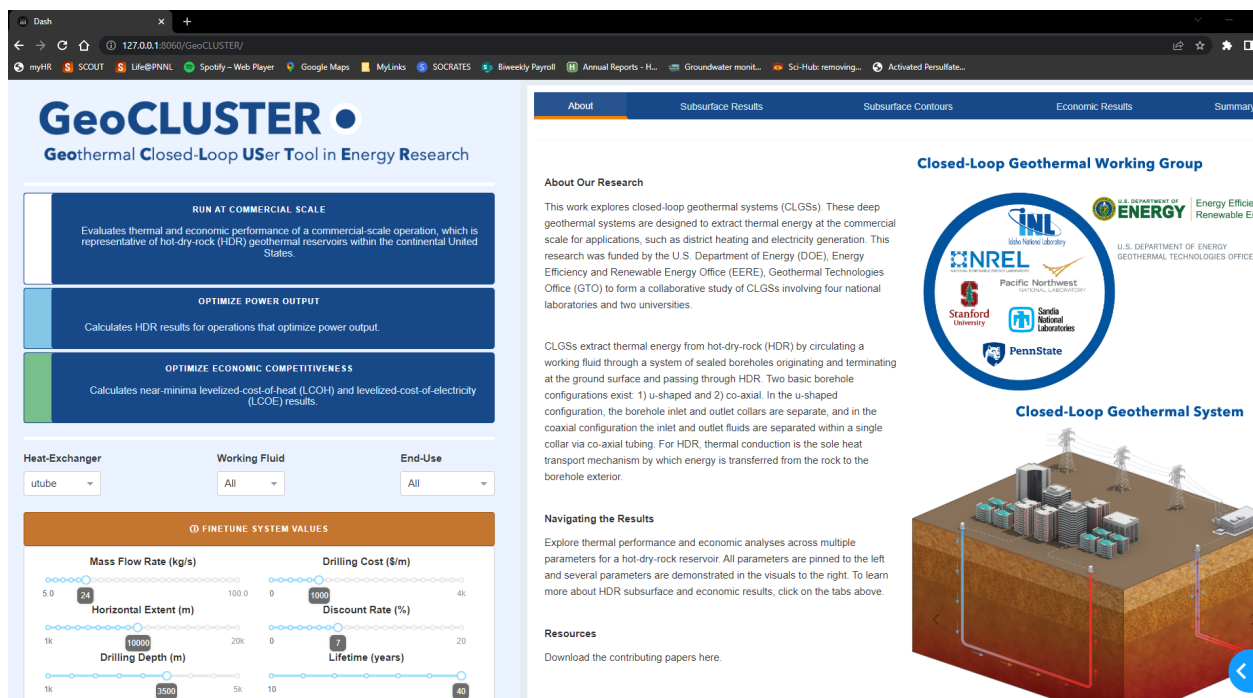 Dash
127.0.0.1:8060/GeoCLUSTER/
myHR
SCOUT
Life@PNNL
Spotify – Web Player
Google Maps
MyLinks
SOCRATES
Biweekly Payroll
Annual Reports - H...
Groundwater monit...
Sci-Hub: removing...
Activated Persulfate...
GeoCLUSTER
Geothermal Closed-Loop USer Tool in Energy Research
RUN AT COMMERCIAL SCALE
Evaluates thermal and economic performance of a commercial-scale operation, which is
representative of hot-dry-rock (HDR) geothermal reservoirs within the continental United
States.
OPTIMIZE POWER OUTPUT
Calculates HDR results for operations that optimize power output.
OPTIMIZE ECONOMIC COMPETITIVENESS
Calculates near-minima levelized-cost-of-heat (LCOH) and levelized-cost-of-electricity
(LCOE) results.
Heat-Exchanger
Working Fluid
End-Use
utube
All
All
FINETUNE SYSTEM VALUES
Mass Flow Rate (kg/s)
Drilling Cost ($/m)
5.0
24
100.0
0
1000
4k
Horizontal Extent (m)
Discount Rate (%)
1k
10000
20k
0
7
20
Drilling Depth (m)
Lifetime (years)
1k
3500
5k
10
40
About
Subsurface Results
Subsurface Contours
Economic Results
Summary
About Our Research
This work explores closed-loop geothermal systems (CLGSs). These deep
geothermal systems are designed to extract thermal energy at the commercial
scale for applications, such as district heating and electricity generation. This
research was funded by the U.S. Department of Energy (DOE), Energy
Efficiency and Renewable Energy Office (EERE), Geothermal Technologies
Office (GTO) to form a collaborative study of CLGSs involving four national
laboratories and two universities.
CLGSs extract thermal energy from hot-dry-rock (HDR) by circulating a
working fluid through a system of sealed boreholes originating and terminating
at the ground surface and passing through HDR. Two basic borehole
configurations exist: 1) u-shaped and 2) co-axial. In the u-shaped
configuration, the borehole inlet and outlet collars are separate, and in the
coaxial configuration the inlet and outlet fluids are separated within a single
collar via co-axial tubing. For HDR, thermal conduction is the sole heat
transport mechanism by which energy is transferred from the rock to the
borehole exterior.
Navigating the Results
Explore thermal performance and economic analyses across multiple
parameters for a hot-dry-rock reservoir. All parameters are pinned to the left
and several parameters are demonstrated in the visuals to the right. To learn
more about HDR subsurface and economic results, click on the tabs above.
Resources
Download the contributing papers here.
Closed-Loop Geothermal Working Group
INL
Idaho National Laboratory
NREL
NATIONAL RENEWABLE ENERGY LABORATORY
Pacific Northwest
NATIONAL LABORATORY
Stanford
University
Sandia
National
Laboratories
PennState
U.S. DEPARTMENT OF
ENERGY
Energy Efficie
Renewable E
U.S. DEPARTMENT OF ENERGY
GEOTHERMAL TECHNOLOGIES OFFICE
Closed-Loop Geothermal System